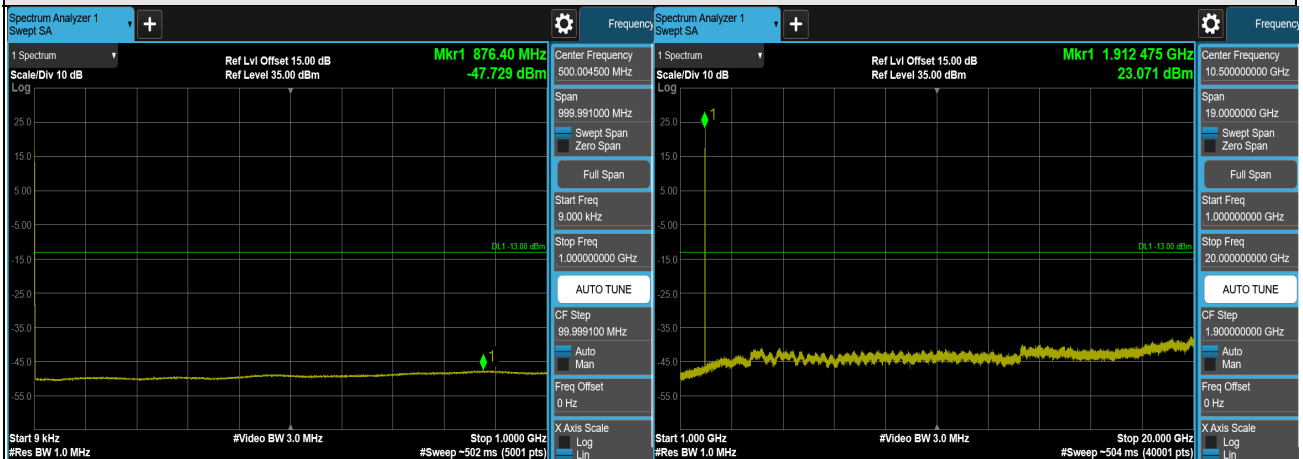 Spectrum Analyzer 1
Swept SA
+
Frequency
1 Spectrum
Scale/Div 10 dB
Log
Ref Lvl Offset 15.00 dB
Ref Level 35.00 dBm
Mkr1 876.40 MHz
-47.729 dBm
25.0
15.0
5.00
-5.00
-15.0
-25.0
-35.0
-45.0
-55.0
DL1 -13.00 dBm
1
Start 9 kHz
#Res BW 1.0 MHz
#Video BW 3.0 MHz
Stop 1.0000 GHz
#Sweep ~502 ms (5001 pts)
Center Frequency
500.004500 MHz
Span
999.991000 MHz
Swept Span
Zero Span
Full Span
Start Freq
9.000 kHz
Stop Freq
1.000000000 GHz
AUTO TUNE
CF Step
99.999100 MHz
Auto
Man
Freq Offset
0 Hz
X Axis Scale
Log
Lin
Spectrum Analyzer 1
Swept SA
+
Frequency
1 Spectrum
Scale/Div 10 dB
Log
Ref Lvl Offset 15.00 dB
Ref Level 35.00 dBm
Mkr1 1.912 475 GHz
23.071 dBm
25.0
15.0
5.00
-5.00
-15.0
-25.0
-35.0
-45.0
-55.0
DL1 -13.00 dBm
1
Start 1.000 GHz
#Res BW 1.0 MHz
#Video BW 3.0 MHz
Stop 20.000 GHz
#Sweep ~504 ms (40001 pts)
Center Frequency
10.500000000 GHz
Span
19.0000000 GHz
Swept Span
Zero Span
Full Span
Start Freq
1.000000000 GHz
Stop Freq
20.000000000 GHz
AUTO TUNE
CF Step
1.900000000 GHz
Auto
Man
Freq Offset
0 Hz
X Axis Scale
Log
Lin